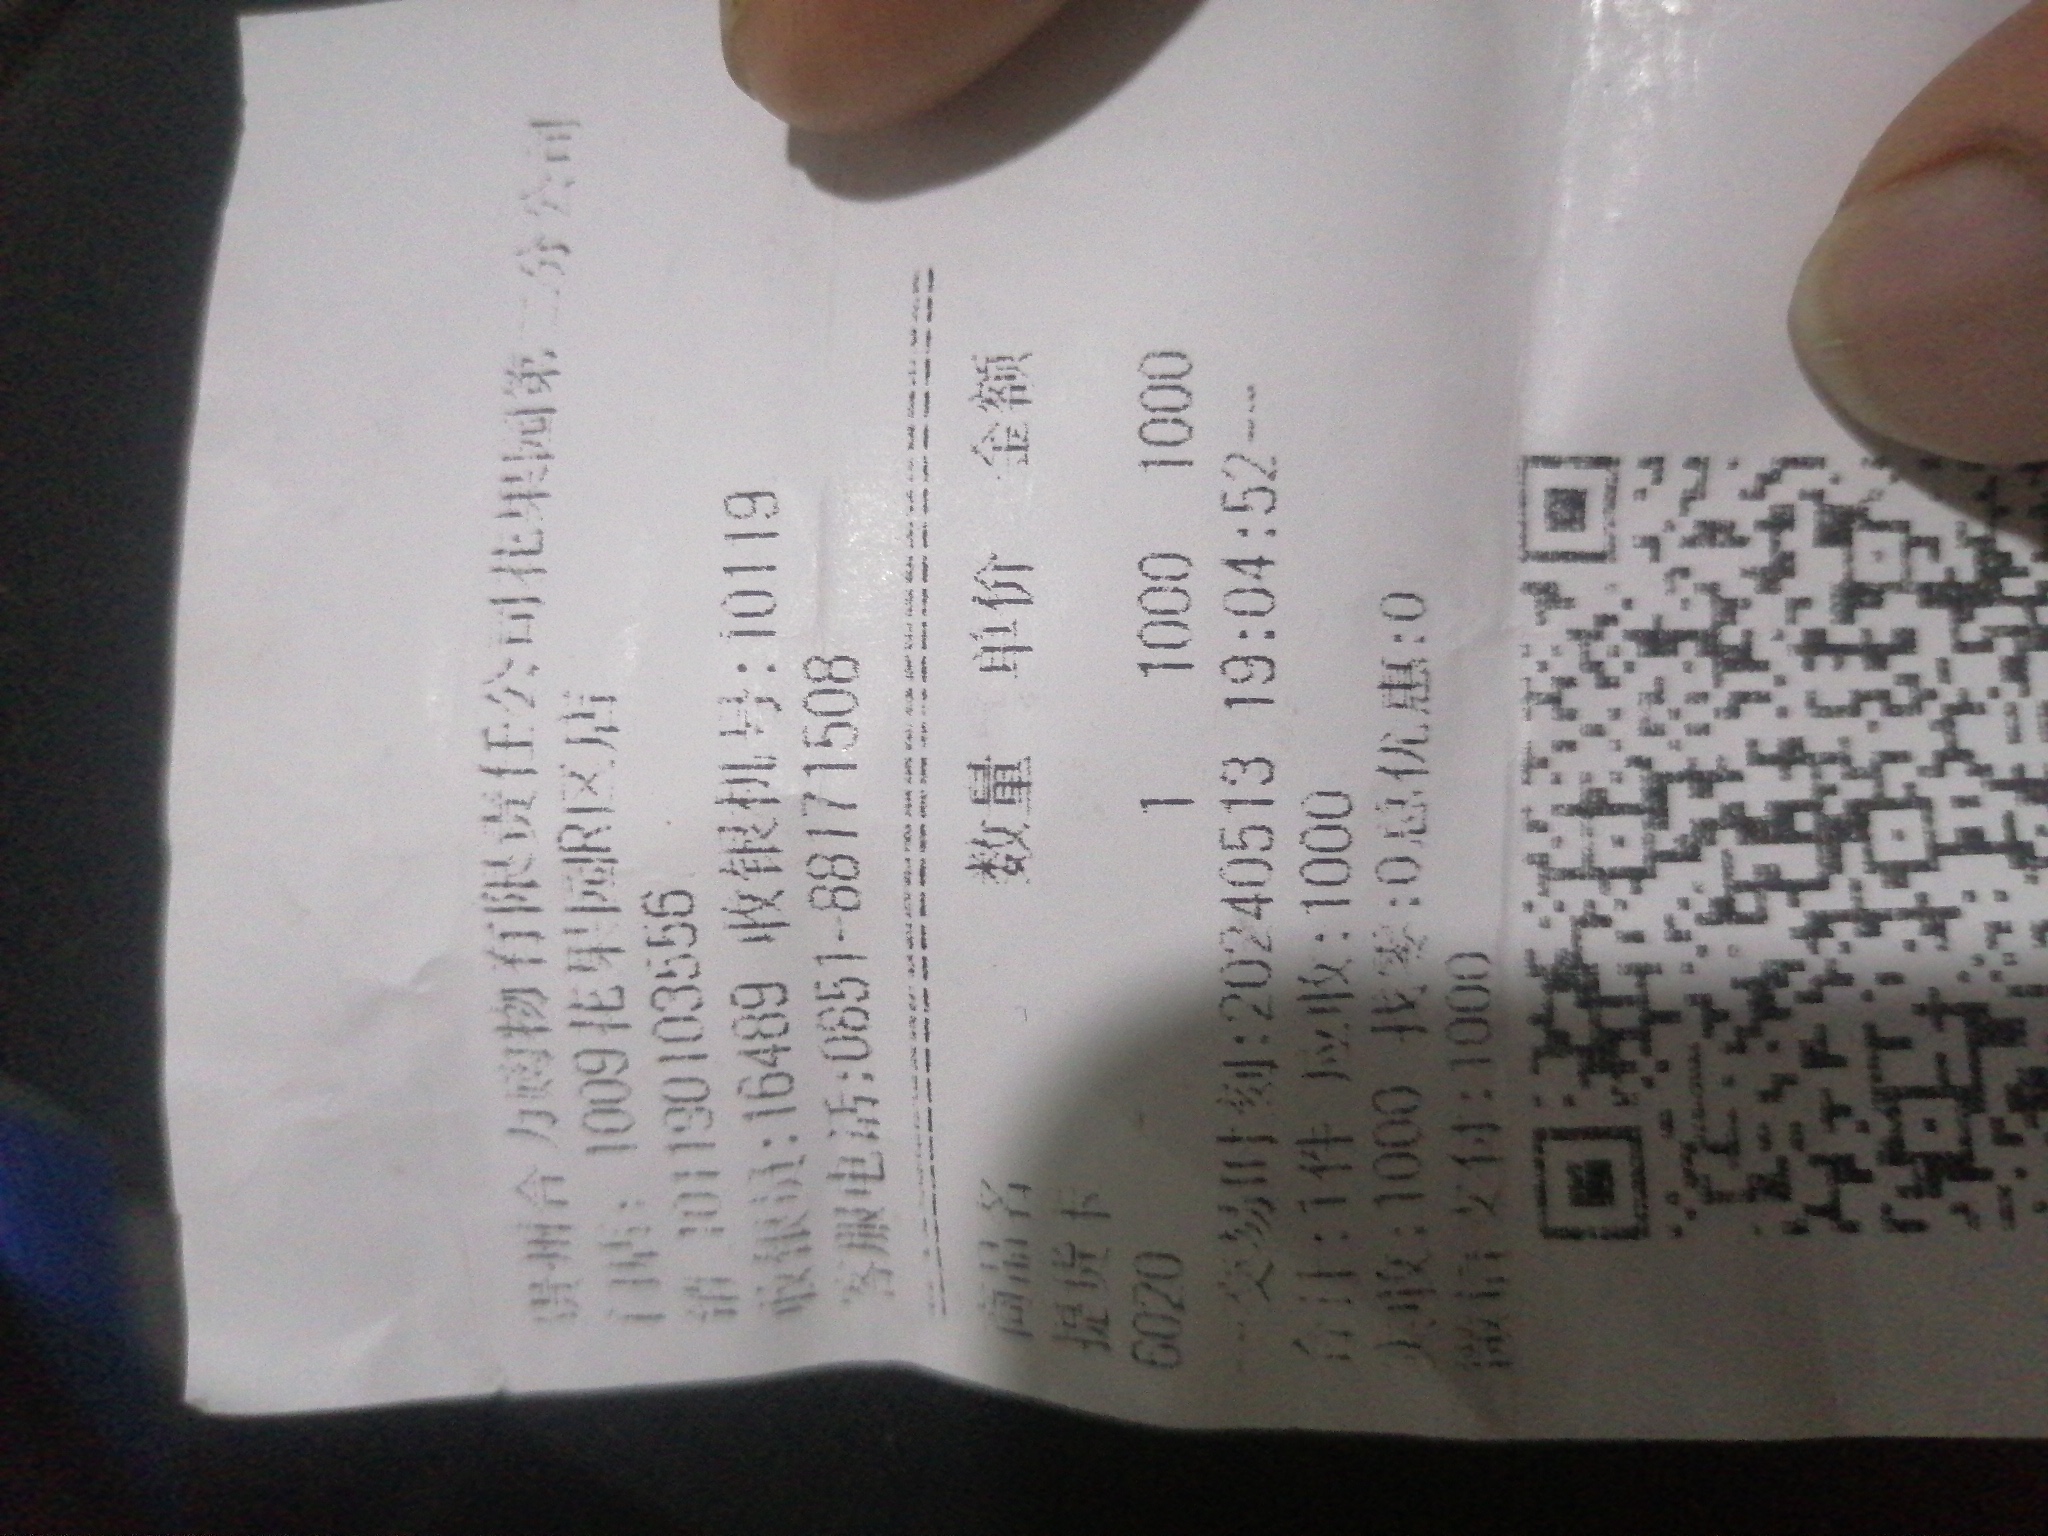 贵州合力购物有限责任公司花果园第二分公司
门店: 1009花果园R区店
销 101190103556
收银员:16489 收银机号:10119
客服电话:0851-88171508
商品名 数量 单价 金额
提货卡
6020 1 1000 1000
--交易时刻:20240513 19:04:52--
合计:1件 应收:1000
实收:1000 找零:0总优惠:0
微信支付:1000